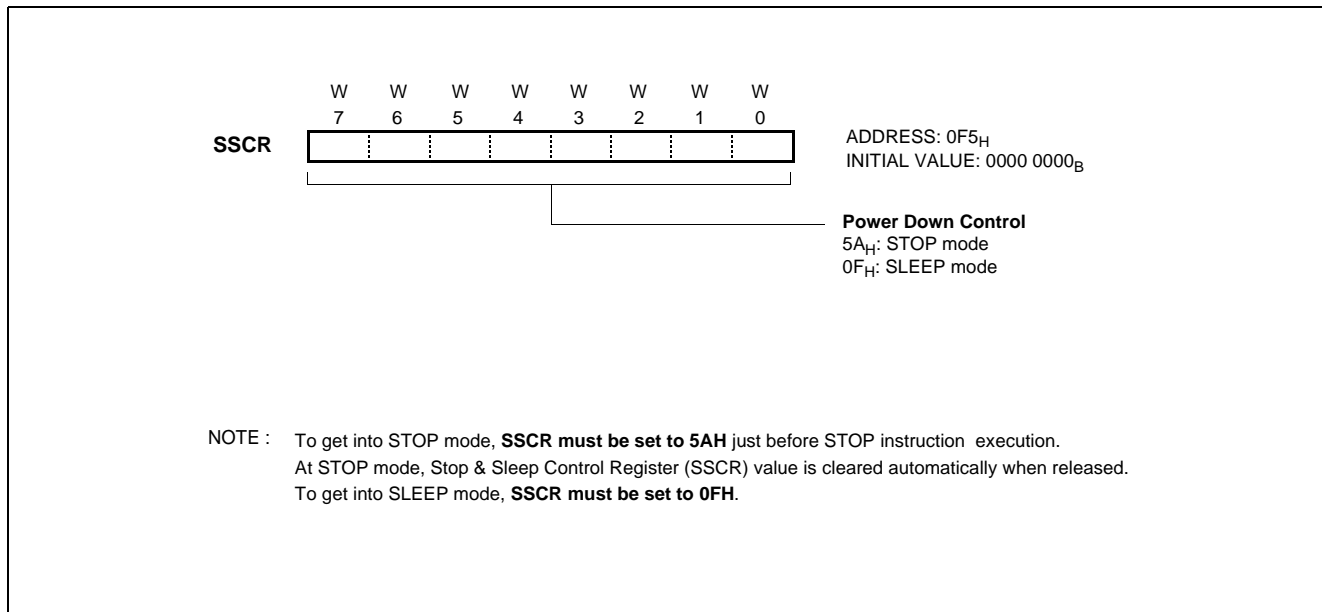 W W W W W W W W
7 6 5 4 3 2 1 0
SSCR
ADDRESS: 0F5H
INITIAL VALUE: 0000 0000B
Power Down Control
5AH: STOP mode
0FH: SLEEP mode
NOTE : To get into STOP mode, SSCR must be set to 5AH just before STOP instruction execution.
At STOP mode, Stop & Sleep Control Register (SSCR) value is cleared automatically when released.
To get into SLEEP mode, SSCR must be set to 0FH.